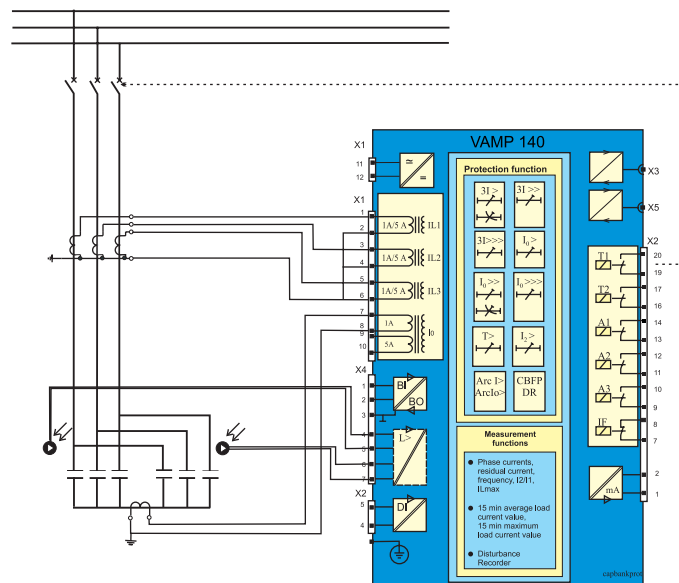 VAMP 140
X1
11
12
≃
=
X1
1
2
3
4
5
6
7
8
9
10
1A/5 A
IL1
1A/5 A
IL2
1A/5 A
IL3
1A
5A
I0
X4
1
2
3
4
5
6
7
BI
BO
L>
X2
5
4
DI
Protection function
3I >
3I >>
3I>>>
I0 >
I0 >>
I0 >>>
T>
I2 >
Arc I>
ArcIo>
CBFP
DR
Measurement
functions
● Phase currents,
residual current,
frequency, I2/I1,
ILmax
● 15 min average load
current value,
15 min maximum
load current value
● Disturbance
Recorder
X3
X5
X2
T1
20
19
T2
17
16
A1
14
13
A2
12
11
A3
10
9
IF
8
7
mA
2
1
capbankprot